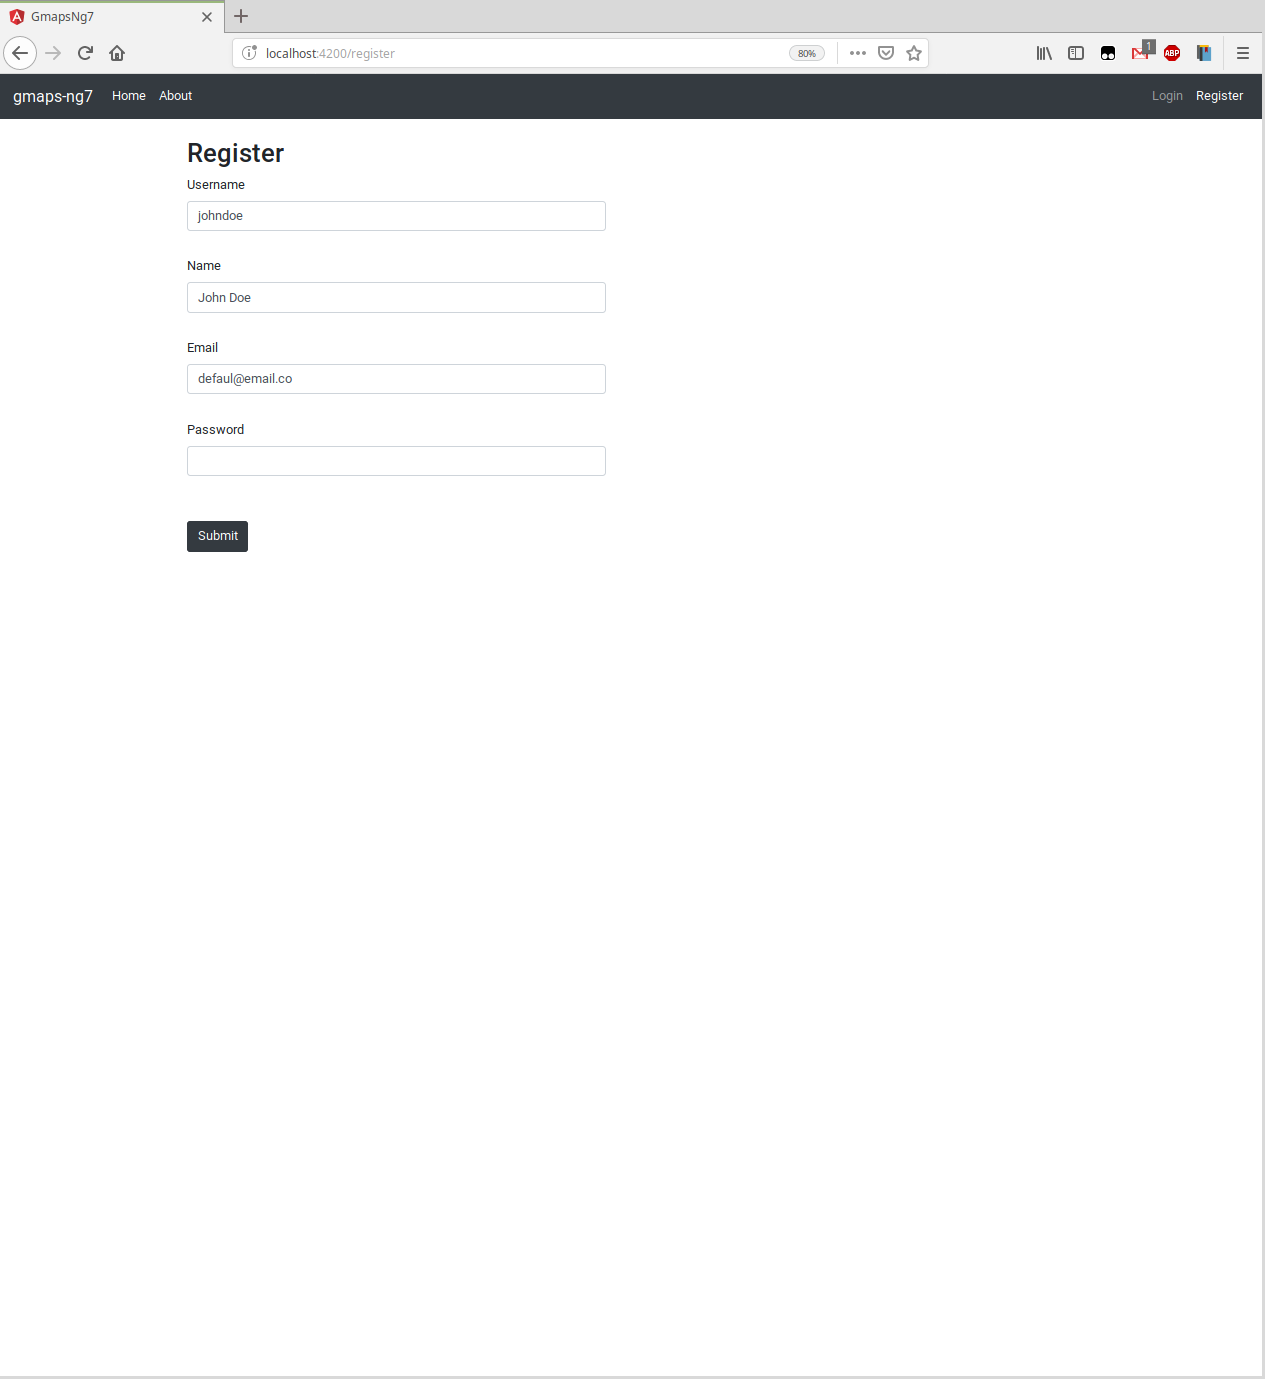 GmapsNg7
localhost:4200/register
80%
1
ABP
gmaps-ng7 Home About Login Register
Register
Username
johndoe
Name
John Doe
Email
defaul@email.co
Password
Submit